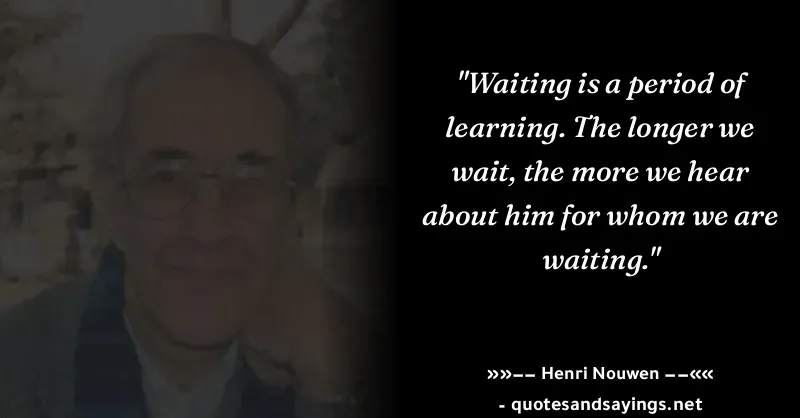 "Waiting is a period of
learning. The longer we
wait, the more we hear
about him for whom we are
waiting."
»»—— Henri Nouwen ——««
- quotesandsayings.net